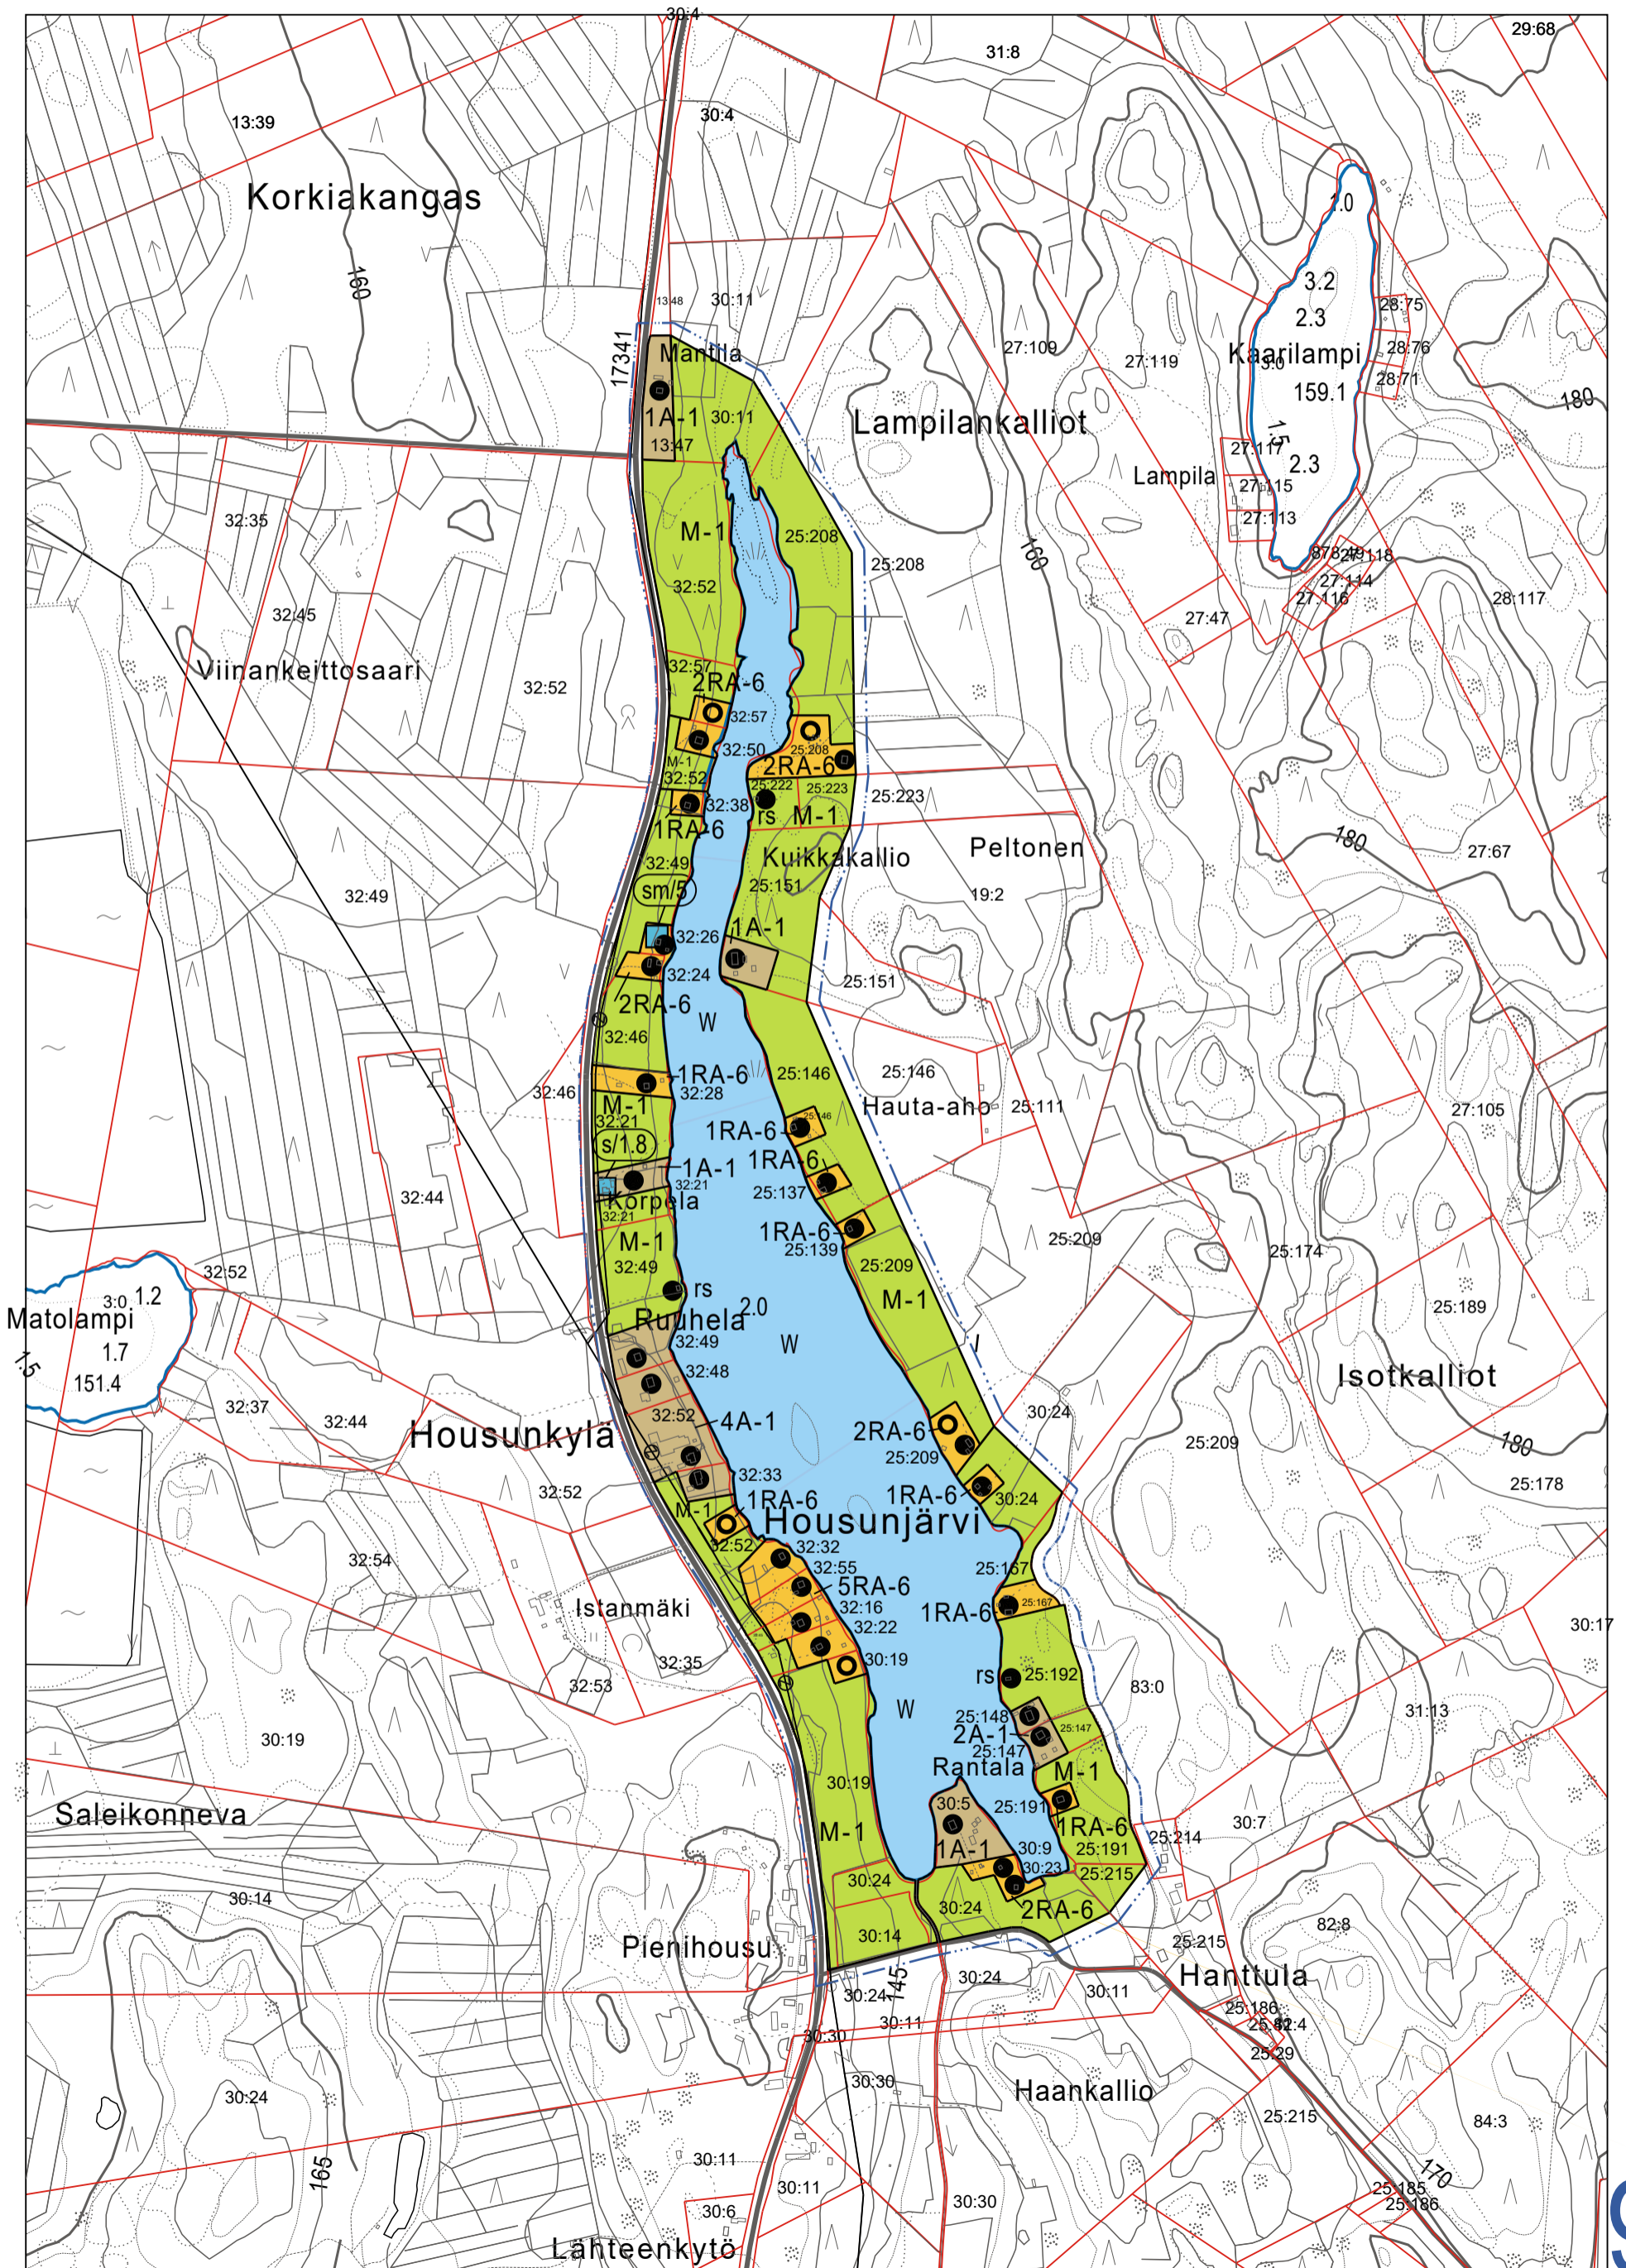 30:4
29:68
31:8
13:39
30:4
Korkiakangas
1.0
160
3.2
13:48
30:11
28:75
2.3
17341
Mantila
27:109
27:119
Kaarilampi
28:76
3.0
28:71
159.1
180
1A-1
30:11
Lampilankalliot
13:47
1.5
27:117
2.3
Lampila
27:115
32:35
27:113
M-1
25:208
160
25:208
27:118
32:52
27:114
27:116
28:117
32:45
27:47
Viinankeittosaari
32:57
32:52
2RA-6
32:57
32:50
25:208
M-1
2RA-6
32:52
25:222
25:223
25:223
32:38
rs
M-1
1RA-6
180
Peltonen
27:67
32:49
Kuikkakallio
32:49
sm/5
25:151
19:2
32:26
1A-1
32:24
25:151
2RA-6
W
32:46
1RA-6
25:146
25:146
32:46
32:28
M-1
Hauta-aho
25:111
27:105
32:21
25:146
1RA-6
s/1.8
1RA-6
1A-1
32:44
32:21
25:137
Korpela
32:21
1RA-6
M-1
25:139
25:209
25:174
32:49
25:209
32:52
rs
M-1
3:0
1.2
2.0
25:189
Matolampi
Ruuhela
W
32:49
1.7
1.5
32:48
Isotkalliot
151.4
32:37
32:44
32:52
4A-1
30:24
Housunkylä
2RA-6
25:209
180
25:209
32:33
25:178
32:52
1RA-6
1RA-6
30:24
M-1
Housunjärvi
32:52
32:32
32:54
32:55
25:167
5RA-6
Istanmäki
32:16
1RA-6
25:167
32:22
30:17
32:35
30:19
rs
25:192
32:53
83:0
W
31:13
25:148
25:147
30:19
2A-1
25:147
Rantala
M-1
30:19
30:5
25:191
Saleikonneva
30:7
M-1
1RA-6
25:214
1A-1
30:9
25:191
30:23
25:215
30:24
30:14
30:24
2RA-6
82:8
30:14
Pienihousu
25:215
30:24
Hanttula
145
30:24
30:11
25:186
30:11
30:30
25:29
30:30
Haankallio
30:24
25:215
84:3
30:11
165
170
30:11
25:185
30:30
25:186
30:6
Lähteenkytö